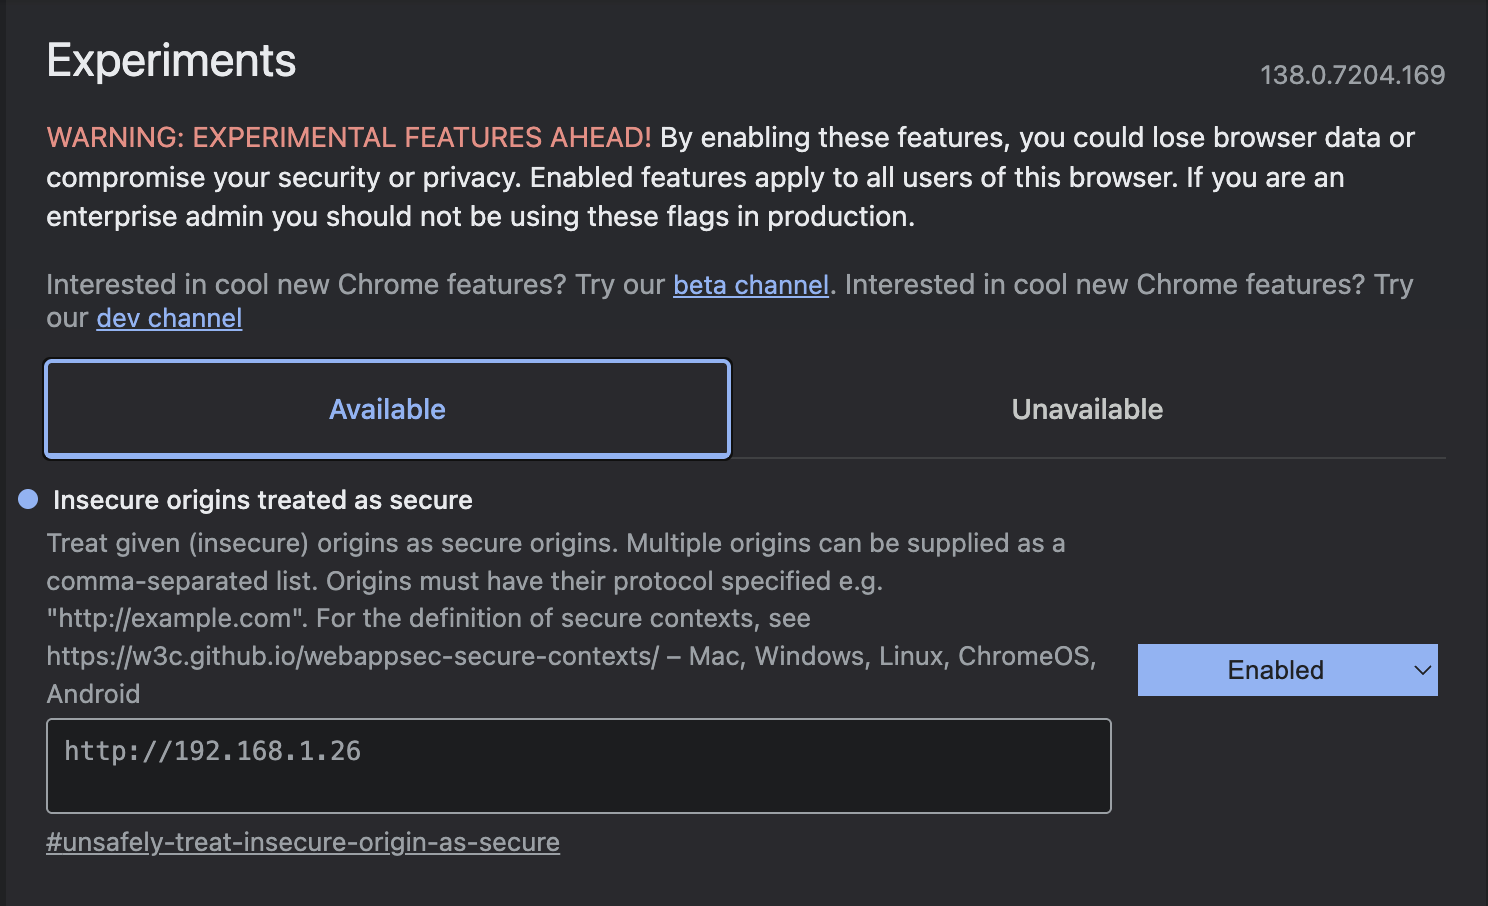 Experiments
138.0.7204.169
WARNING: EXPERIMENTAL FEATURES AHEAD! By enabling these features, you could lose browser data or
compromise your security or privacy. Enabled features apply to all users of this browser. If you are an
enterprise admin you should not be using these flags in production.
Interested in cool new Chrome features? Try our beta channel. Interested in cool new Chrome features? Try
our dev channel
Available
Unavailable
Insecure origins treated as secure
Treat given (insecure) origins as secure origins. Multiple origins can be supplied as a
comma-separated list. Origins must have their protocol specified e.g.
"http://example.com". For the definition of secure contexts, see
https://w3c.github.io/webappsec-secure-contexts/ – Mac, Windows, Linux, ChromeOS,
Android
Enabled
http://192.168.1.26
#unsafely-treat-insecure-origin-as-secure